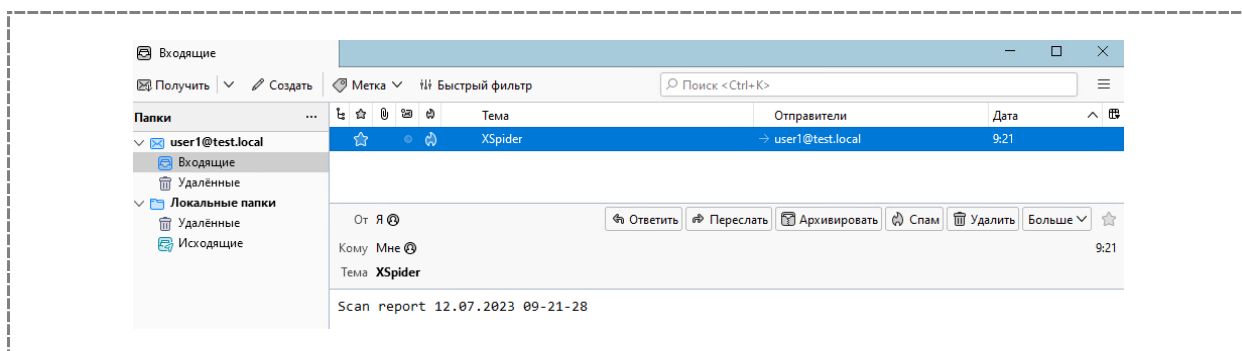 Входящие
Получить Создать Метка Быстрый фильтр Поиск <Ctrl+K>
Папки ... Тема Отправители Дата
user1@test.local XSpider → user1@test.local 9:21
Входящие
Удалённые
Локальные папки
Удалённые
Исходящие
От Я Ответить Переслать Архивировать Спам Удалить Больше
Кому Мне 9:21
Тема XSpider
Scan report 12.07.2023 09-21-28